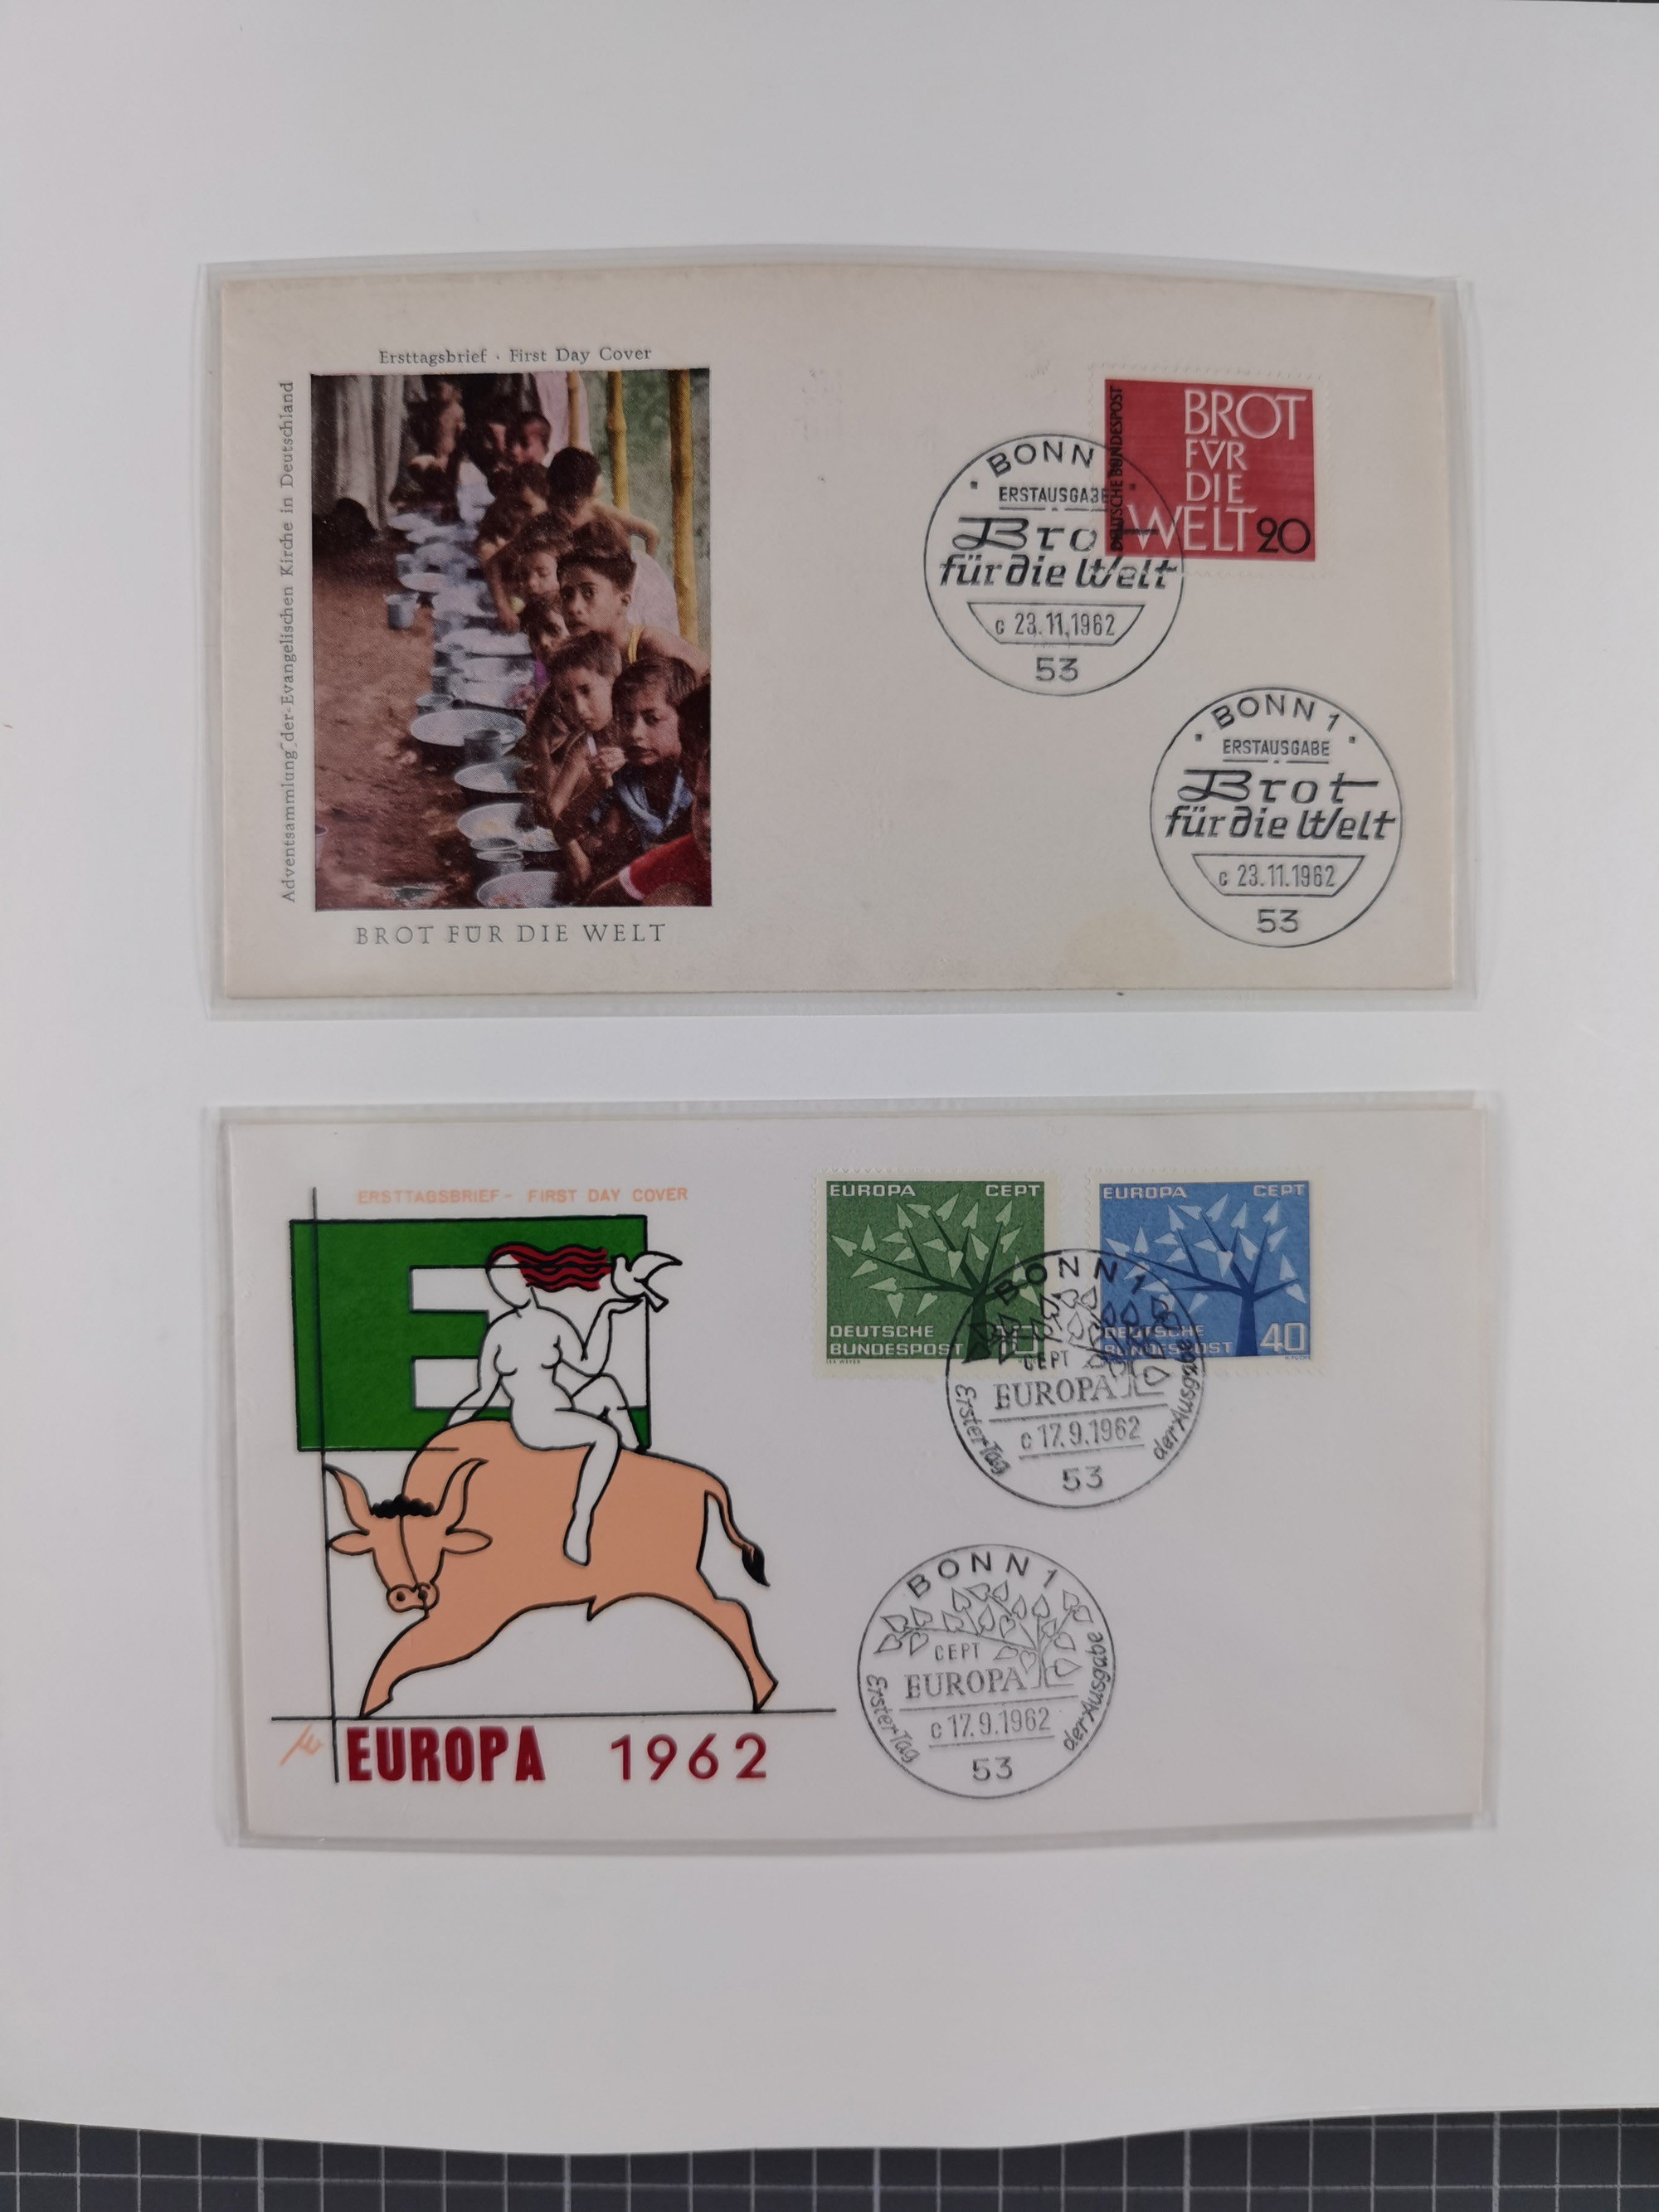 Ersttagsbrief · First Day Cover
Adventsammlung der Evangelischen Kirche in Deutschland
BROT FÜR DIE WELT
DEUTSCHE BUNDESPOST
BROT
FVR
DIE
WELT 20
BONN
ERSTAUSGABE
Brot
für die Welt
c 23.11.1962
53
BONN 1
ERSTAUSGABE
Brot
für die Welt
c 23.11.1962
53
ERSTTAGSBRIEF - FIRST DAY COVER
E
EUROPA 1962
EUROPA CEPT
DEUTSCHE
BUNDESPOST 10
EUROPA CEPT
DEUTSCHE
BUNDESPOST 40
BONN 1
CEPT
EUROPA
c 17.9.1962
53
Erster Tag
der Ausgabe
BONN 1
CEPT
EUROPA
c 17.9.1962
53
Erster Tag
der Ausgabe